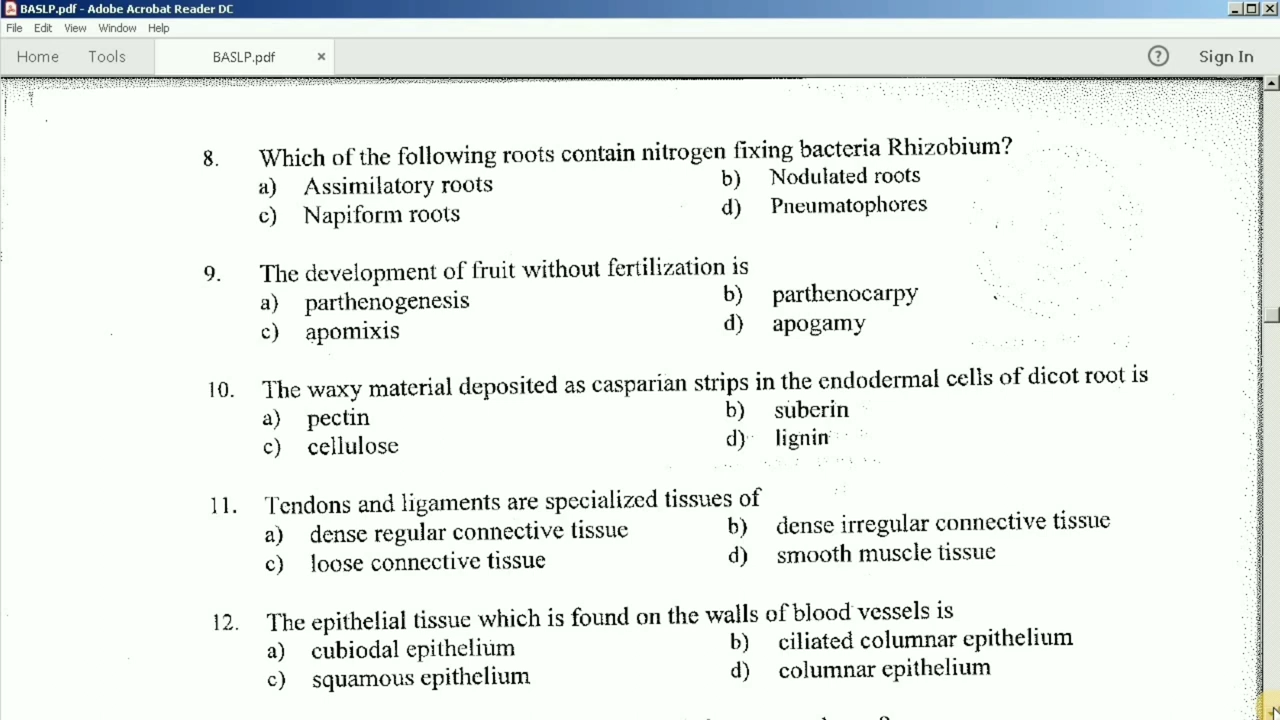 BASLP.pdf - Adobe Acrobat Reader DC
File Edit View Window Help
Home Tools BASLP.pdf × ? Sign In
8. Which of the following roots contain nitrogen fixing bacteria Rhizobium?
a) Assimilatory roots b) Nodulated roots
c) Napiform roots d) Pneumatophores
9. The development of fruit without fertilization is
a) parthenogenesis b) parthenocarpy
c) apomixis d) apogamy
10. The waxy material deposited as casparian strips in the endodermal cells of dicot root is
a) pectin b) suberin
c) cellulose d) lignin
11. Tendons and ligaments are specialized tissues of
a) dense regular connective tissue b) dense irregular connective tissue
c) loose connective tissue d) smooth muscle tissue
12. The epithelial tissue which is found on the walls of blood vessels is
a) cubiodal epithelium b) ciliated columnar epithelium
c) squamous epithelium d) columnar epithelium